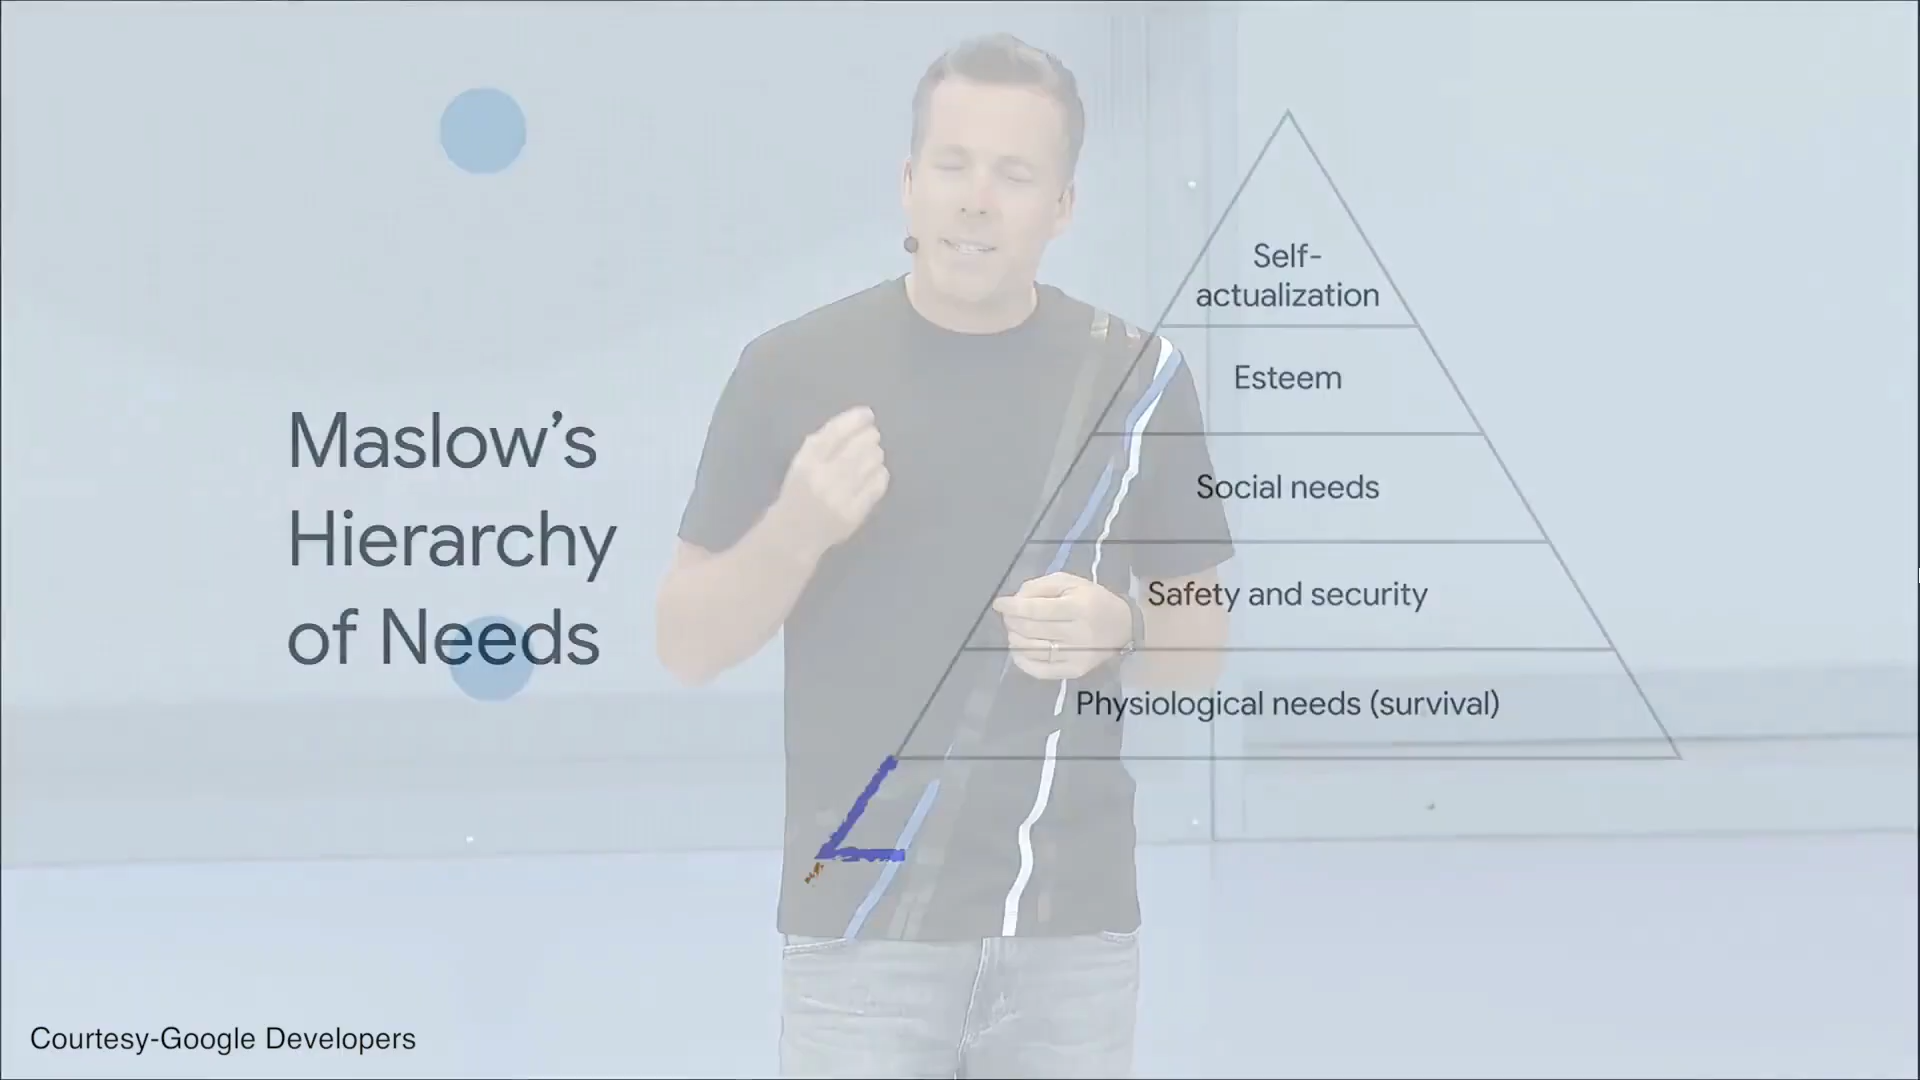 Maslow’s
Hierarchy
of Needs
Self-
actualization
Esteem
Social needs
Safety and security
Physiological needs (survival)
Courtesy-Google Developers